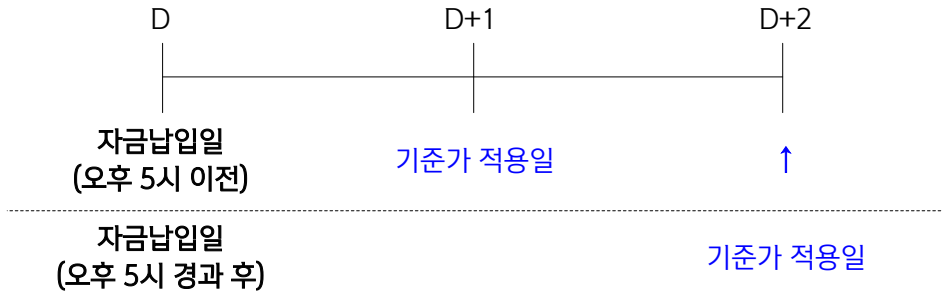 D D+1 D+2
자금납입일
(오후 5시 이전)
기준가 적용일
↑
자금납입일
(오후 5시 경과 후)
기준가 적용일